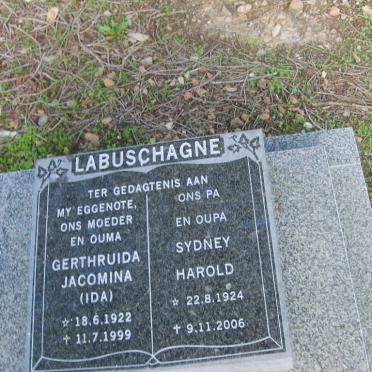 LABUSCHAGNE
TER GEDAGTENIS AAN
MY EGGENOTE,
ONS MOEDER
EN OUMA
GERTHRUIDA
JACOMINA
(IDA)
☆ 18.6.1922
✝ 11.7.1999
ONS PA
EN OUPA
SYDNEY
HAROLD
☆ 22.8.1924
✝ 9.11.2006